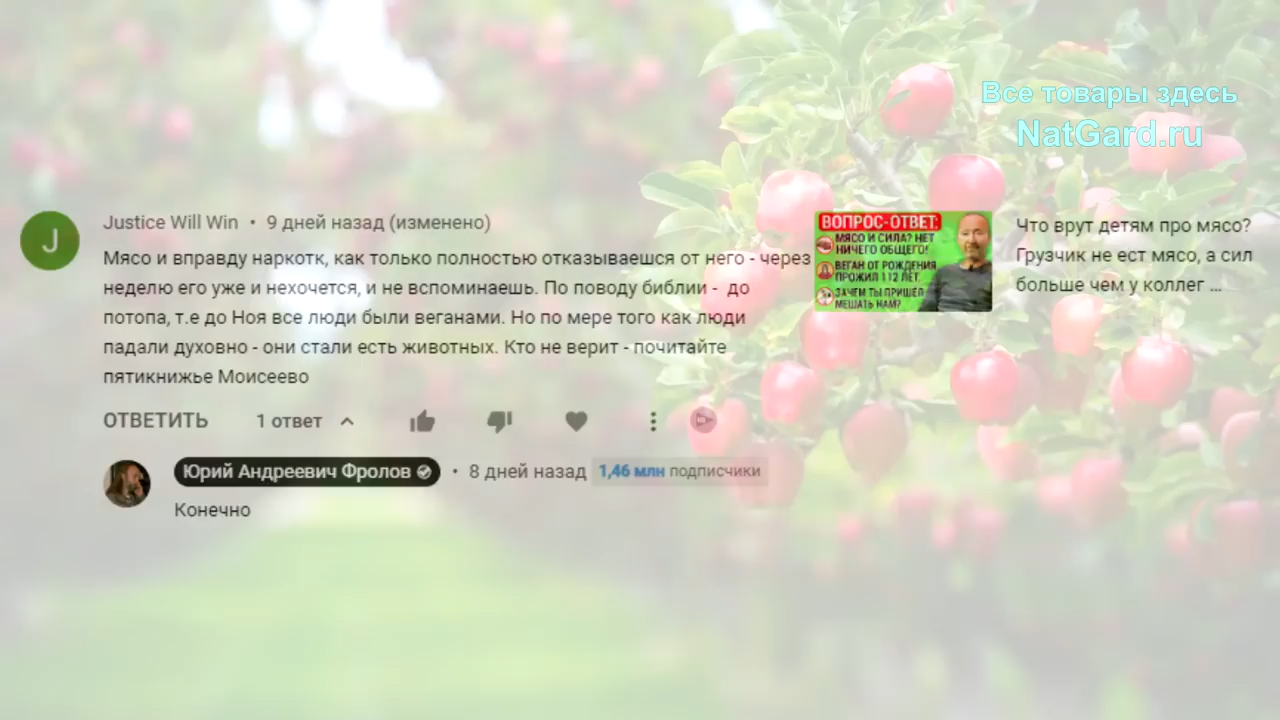 Все товары здесь
NatGard.ru
J
Justice Will Win • 9 дней назад (изменено)
Мясо и вправду наркотк, как только полностью отказываешся от него - через
неделю его уже и нехочется, и не вспоминаешь. По поводу библии - до
потопа, т.е до Ноя все люди были веганами. Но по мере того как люди
падали духовно - они стали есть животных. Кто не верит - почитайте
пятикнижье Моисеево
ОТВЕТИТЬ 1 ответ
Юрий Андреевич Фролов • 8 дней назад 1,46 млн подписчики
Конечно
ВОПРОС-ОТВЕТ:
МЯСО И СИЛА? НЕТ
НИЧЕГО ОБЩЕГО!
ВЕГАН ОТ РОЖДЕНИЯ
ПРОЖИЛ 112 ЛЕТ.
ЗАЧЕМ ТЫ ПРИШЕЛ
МЕШАТЬ НАМ?
Что врут детям про мясо?
Грузчик не ест мясо, а сил
больше чем у коллег ...